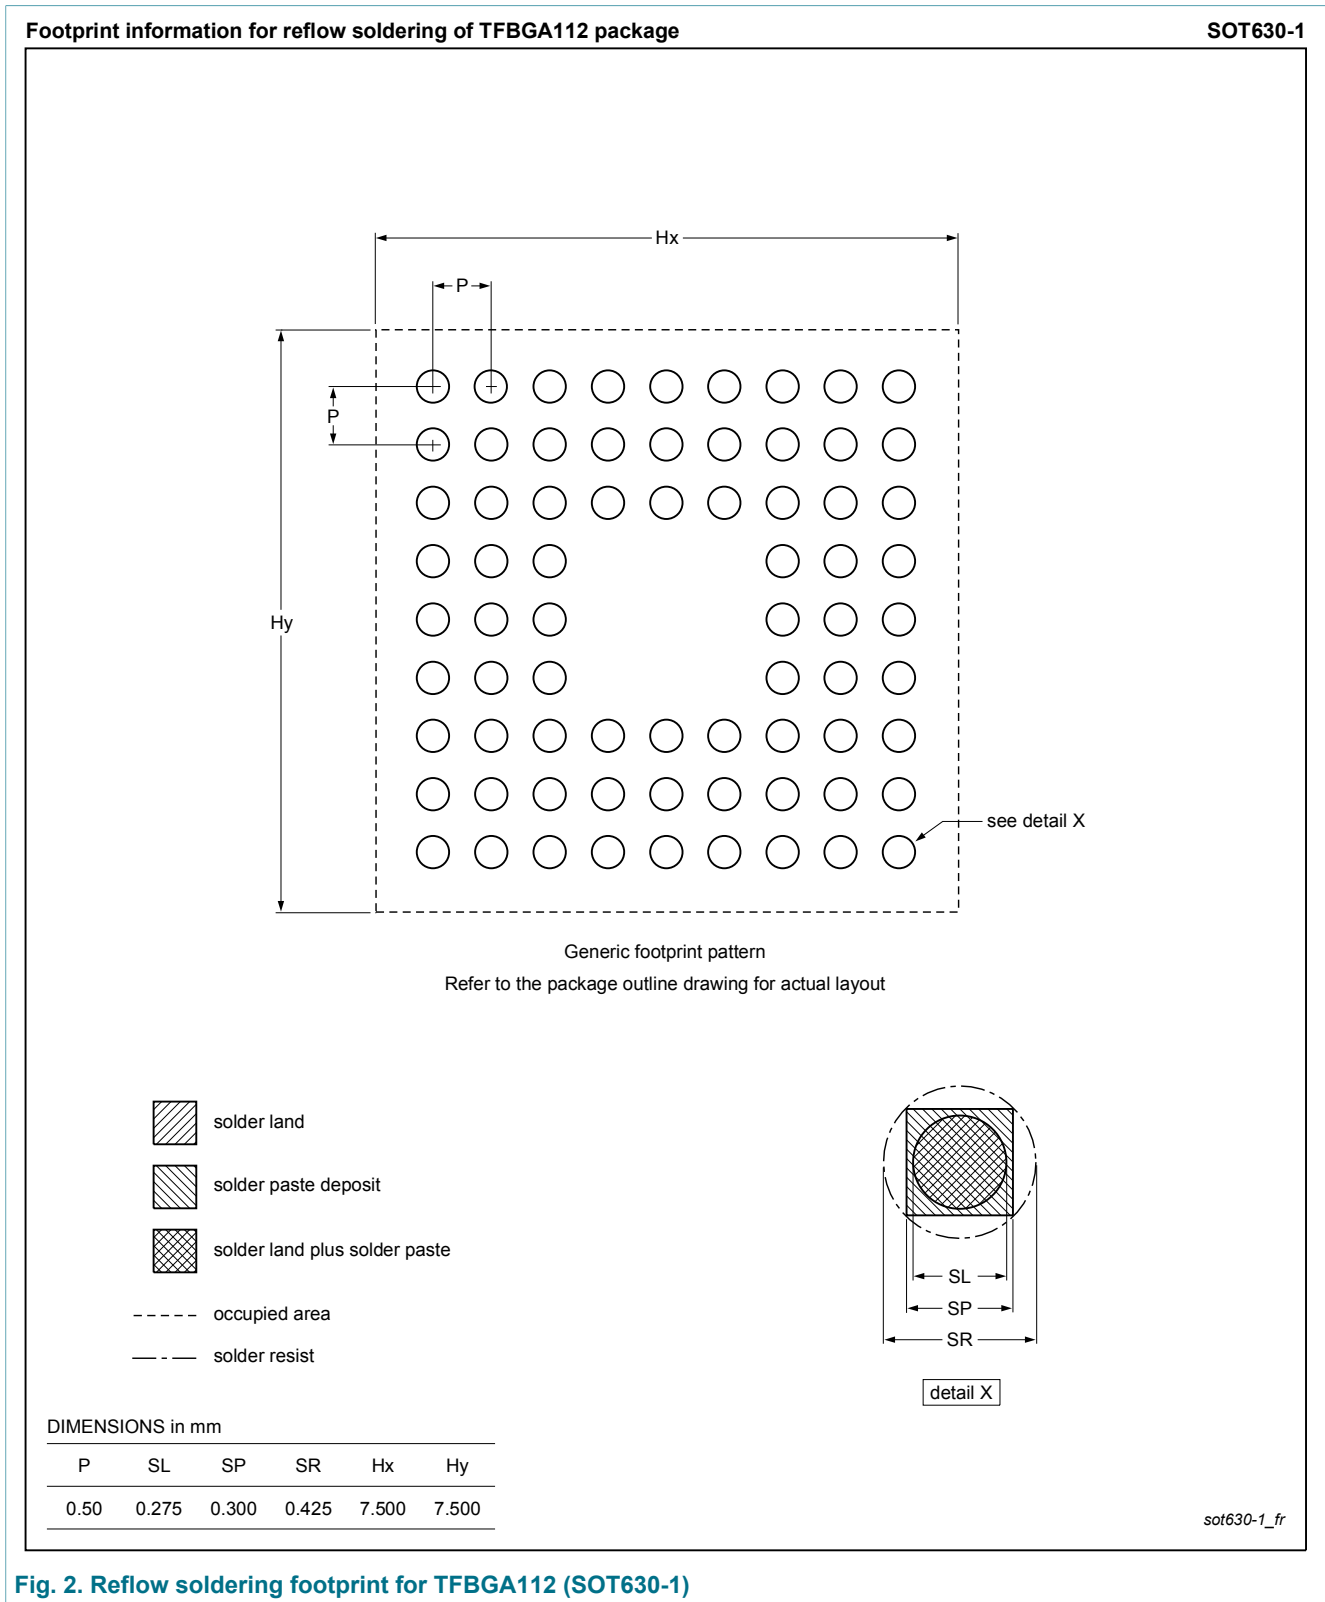 Footprint information for reflow soldering of TFBGA112 package SOT630-1
Hx
P
P
Hy
see detail X
Generic footprint pattern
Refer to the package outline drawing for actual layout
solder land
solder paste deposit
solder land plus solder paste
occupied area
solder resist
SL
SP
SR
detail X
DIMENSIONS in mm
P SL SP SR Hx Hy
0.50 0.275 0.300 0.425 7.500 7.500
sot630-1_fr
Fig. 2. Reflow soldering footprint for TFBGA112 (SOT630-1)